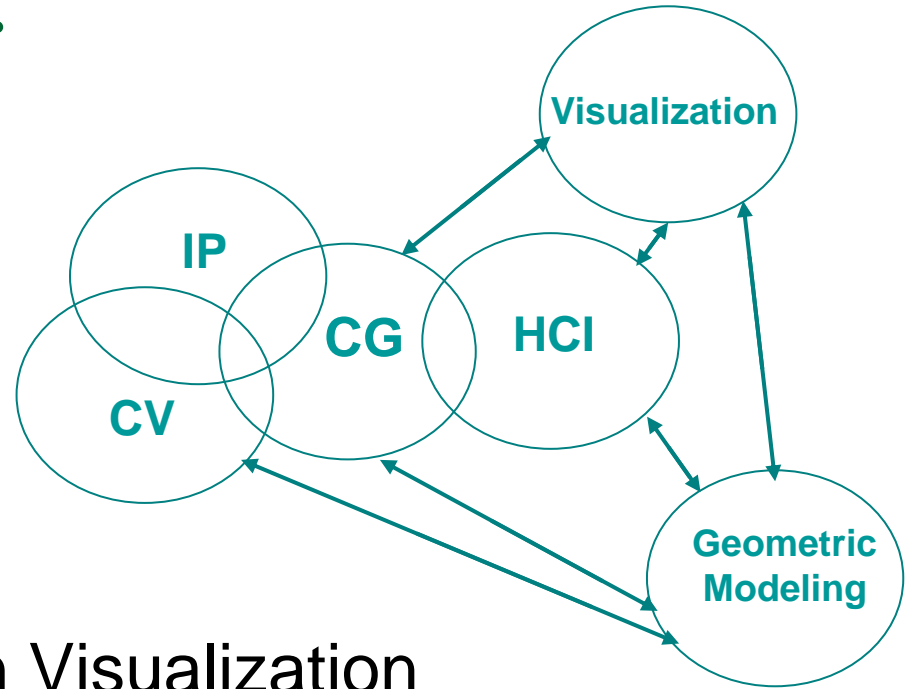 Visualization
IP
CG
HCI
CV
Geometric
Modeling
Visualization